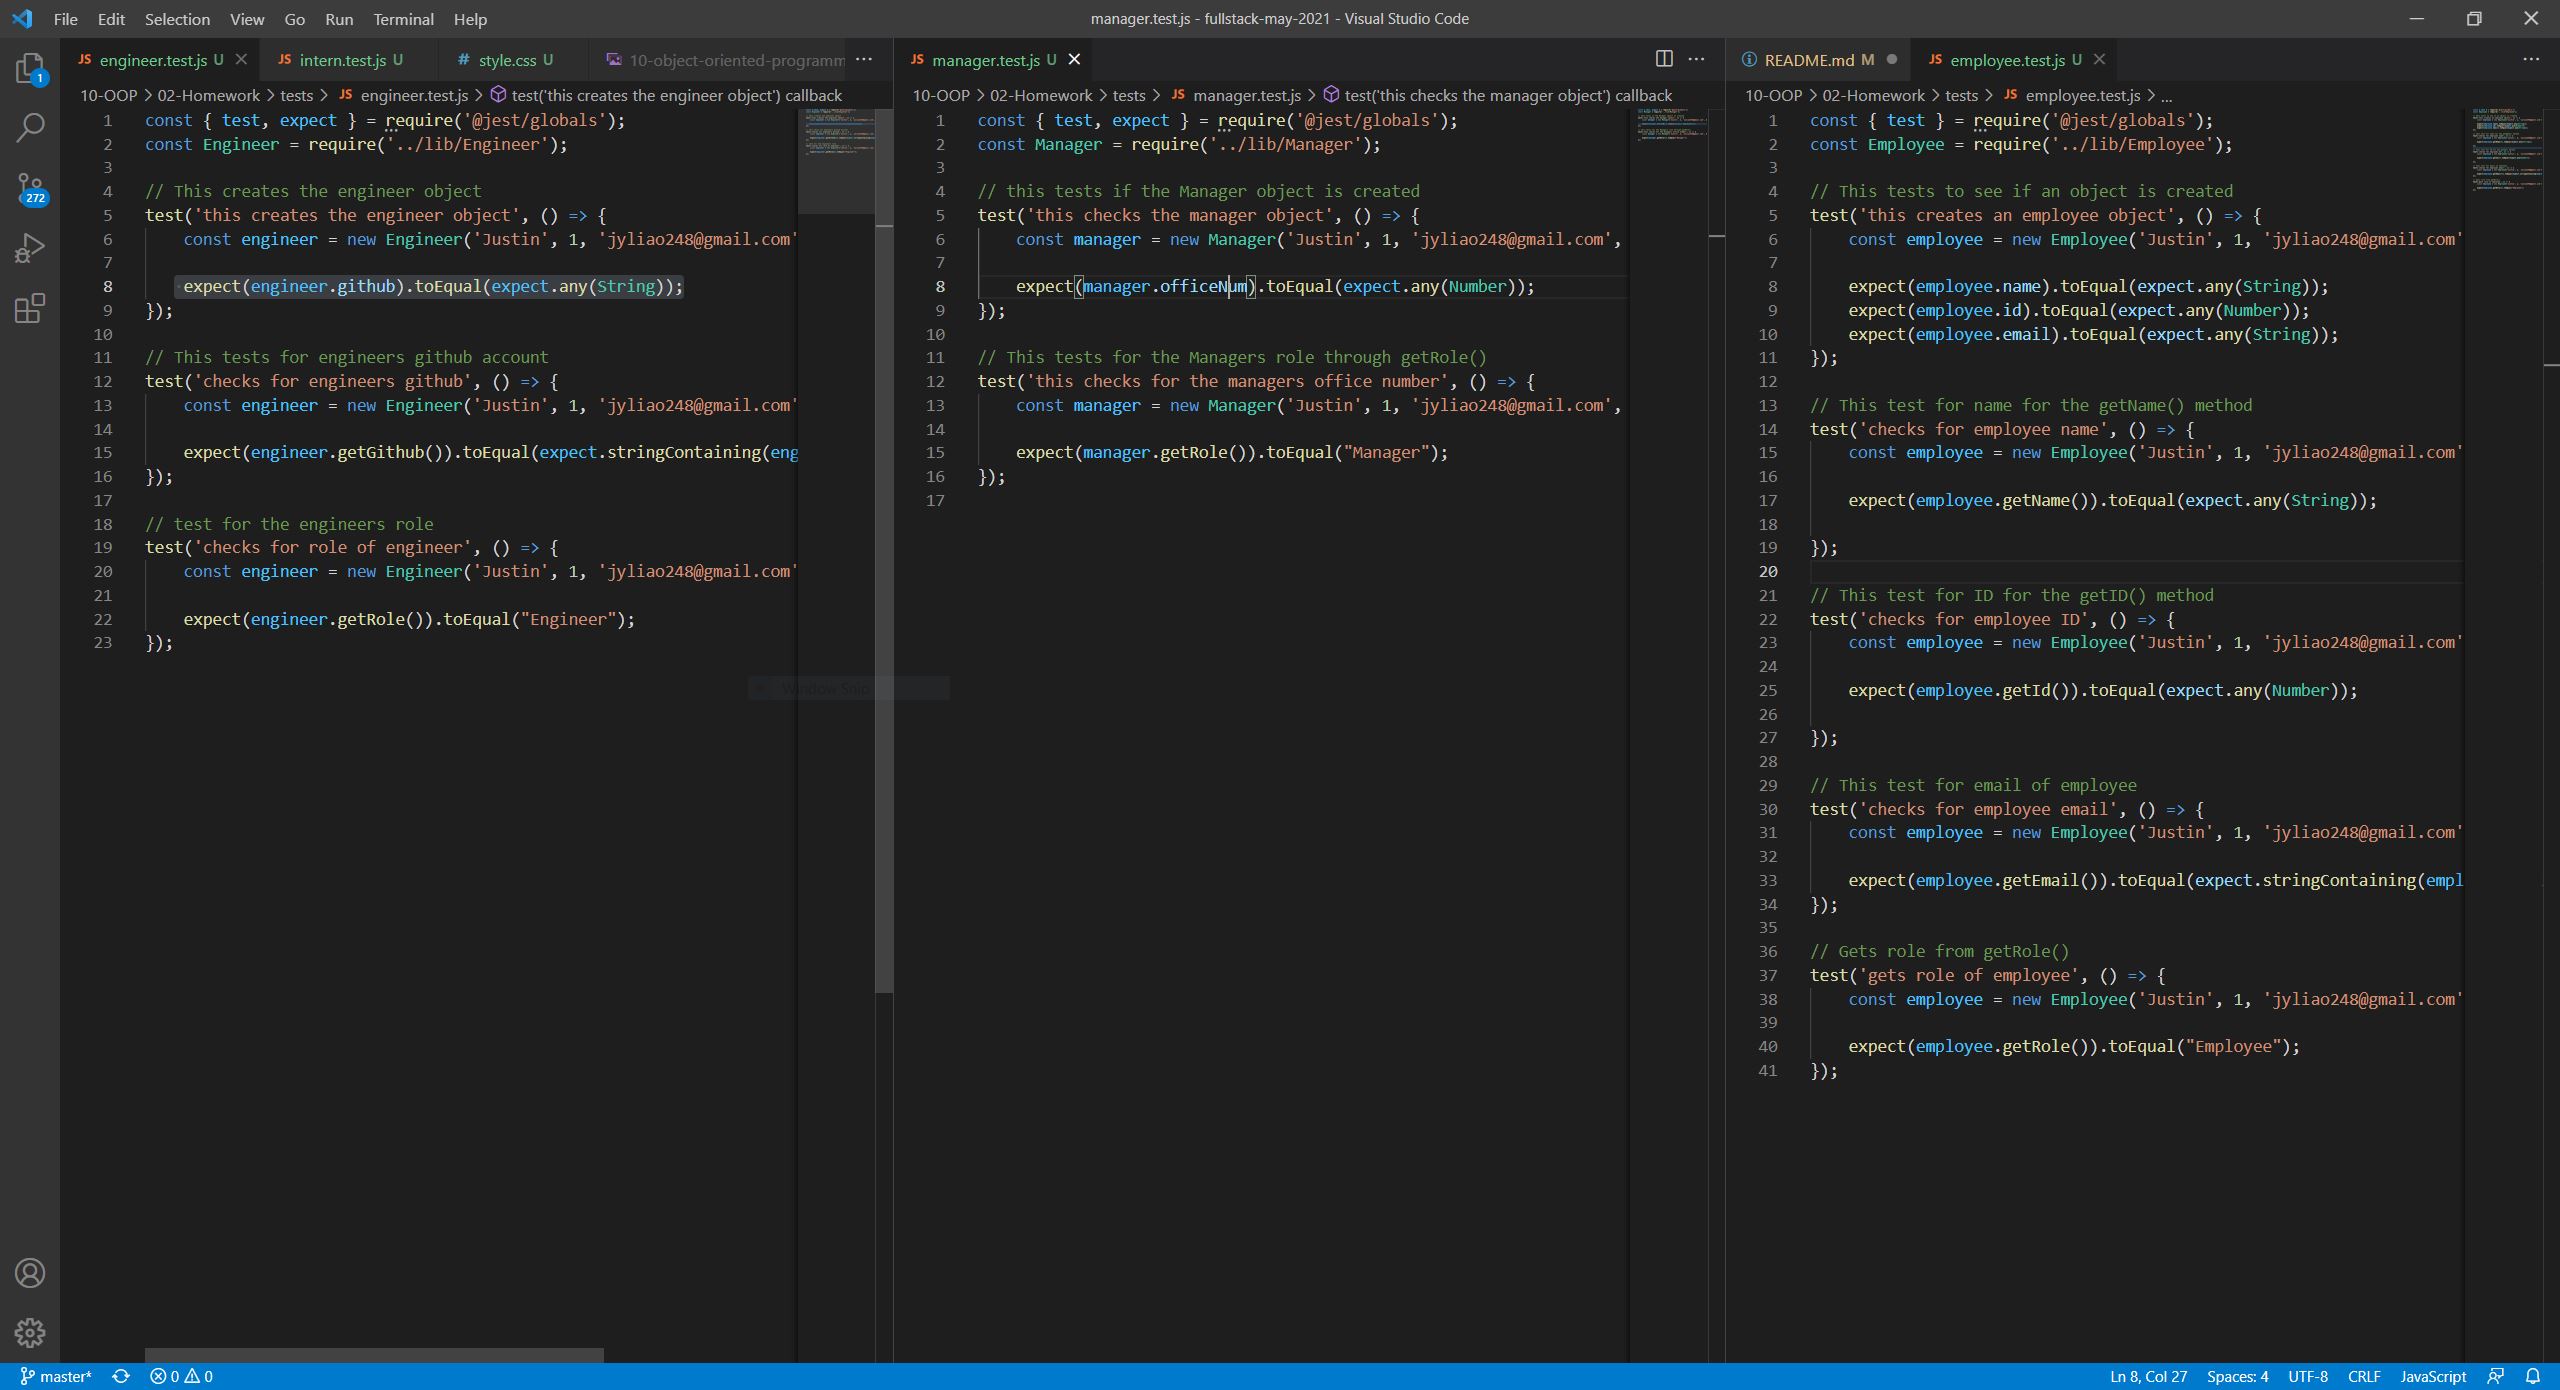 File Edit Selection View Go Run Terminal Help
manager.test.js - fullstack-may-2021 - Visual Studio Code
1
272
JS engineer.test.js U
JS intern.test.js U
# style.css U
10-object-oriented-programm
10-OOP > 02-Homework > tests > JS engineer.test.js > test('this creates the engineer object') callback
1 const { test, expect } = require('@jest/globals');
2 const Engineer = require('../lib/Engineer');
3
4 // This creates the engineer object
5 test('this creates the engineer object', () => {
6 const engineer = new Engineer('Justin', 1, 'jyliao248@gmail.com'
7
8 expect(engineer.github).toEqual(expect.any(String));
9 });
10
11 // This tests for engineers github account
12 test('checks for engineers github', () => {
13 const engineer = new Engineer('Justin', 1, 'jyliao248@gmail.com'
14
15 expect(engineer.getGithub()).toEqual(expect.stringContaining(eng
16 });
17
18 // test for the engineers role
19 test('checks for role of engineer', () => {
20 const engineer = new Engineer('Justin', 1, 'jyliao248@gmail.com'
21
22 expect(engineer.getRole()).toEqual("Engineer");
23 });
Window Snip
JS manager.test.js U
10-OOP > 02-Homework > tests > JS manager.test.js > test('this checks the manager object') callback
1 const { test, expect } = require('@jest/globals');
2 const Manager = require('../lib/Manager');
3
4 // this tests if the Manager object is created
5 test('this checks the manager object', () => {
6 const manager = new Manager('Justin', 1, 'jyliao248@gmail.com',
7
8 expect(manager.officeNum).toEqual(expect.any(Number));
9 });
10
11 // This tests for the Managers role through getRole()
12 test('this checks for the managers office number', () => {
13 const manager = new Manager('Justin', 1, 'jyliao248@gmail.com',
14
15 expect(manager.getRole()).toEqual("Manager");
16 });
17
README.md M
JS employee.test.js U
10-OOP > 02-Homework > tests > JS employee.test.js > ...
1 const { test } = require('@jest/globals');
2 const Employee = require('../lib/Employee');
3
4 // This tests to see if an object is created
5 test('this creates an employee object', () => {
6 const employee = new Employee('Justin', 1, 'jyliao248@gmail.com'
7
8 expect(employee.name).toEqual(expect.any(String));
9 expect(employee.id).toEqual(expect.any(Number));
10 expect(employee.email).toEqual(expect.any(String));
11 });
12
13 // This test for name for the getName() method
14 test('checks for employee name', () => {
15 const employee = new Employee('Justin', 1, 'jyliao248@gmail.com'
16
17 expect(employee.getName()).toEqual(expect.any(String));
18
19 });
20
21 // This test for ID for the getID() method
22 test('checks for employee ID', () => {
23 const employee = new Employee('Justin', 1, 'jyliao248@gmail.com'
24
25 expect(employee.getId()).toEqual(expect.any(Number));
26
27 });
28
29 // This test for email of employee
30 test('checks for employee email', () => {
31 const employee = new Employee('Justin', 1, 'jyliao248@gmail.com'
32
33 expect(employee.getEmail()).toEqual(expect.stringContaining(empl
34 });
35
36 // Gets role from getRole()
37 test('gets role of employee', () => {
38 const employee = new Employee('Justin', 1, 'jyliao248@gmail.com'
39
40 expect(employee.getRole()).toEqual("Employee");
41 });
master* 0 0
Ln 8, Col 27 Spaces: 4 UTF-8 CRLF JavaScript